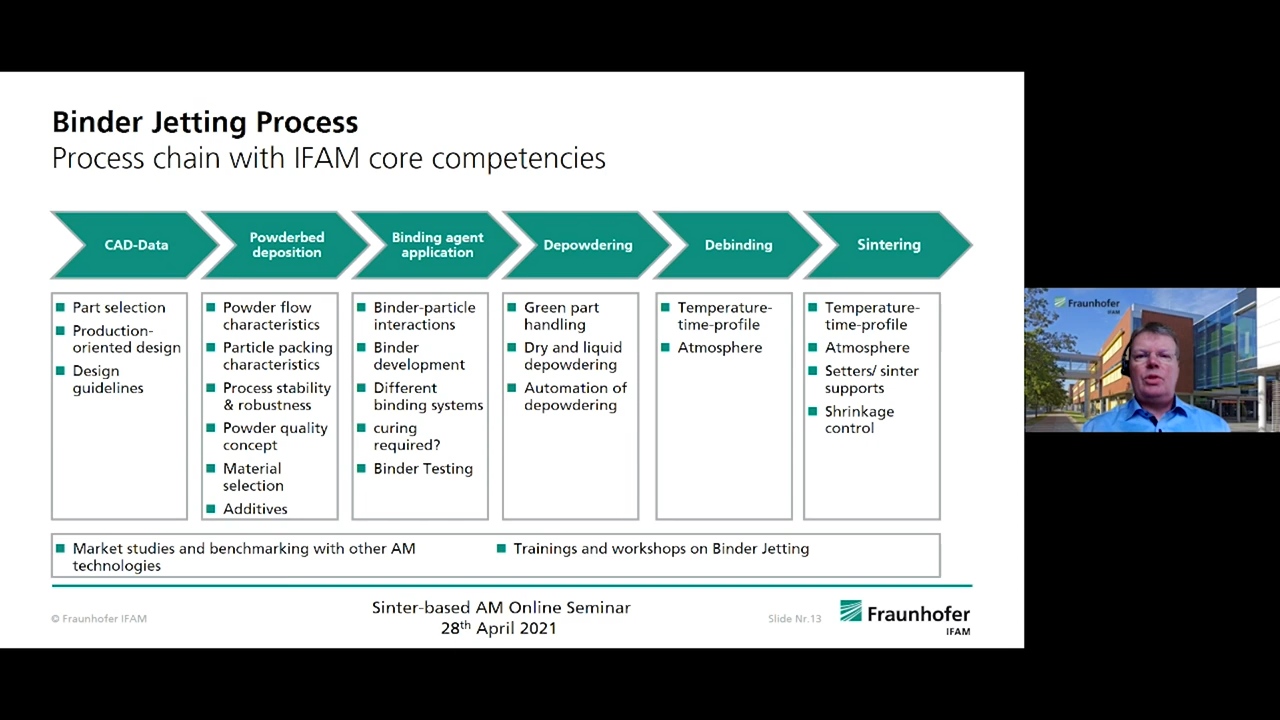 Binder Jetting Process
Process chain with IFAM core competencies
CAD-Data
Powderbed
deposition
Binding agent
application
Depowdering
Debinding
Sintering
Part selection
Production-
oriented design
Design
guidelines
Powder flow
characteristics
Particle packing
characteristics
Process stability
& robustness
Powder quality
concept
Material
selection
Additives
Binder-particle
interactions
Binder
development
Different
binding systems
curing
required?
Binder Testing
Green part
handling
Dry and liquid
depowdering
Automation of
depowdering
Temperature-
time-profile
Atmosphere
Temperature-
time-profile
Atmosphere
Setters/ sinter
supports
Shrinkage
control
Market studies and benchmarking with other AM
technologies
Trainings and workshops on Binder Jetting
© Fraunhofer IFAM
Sinter-based AM Online Seminar
28th April 2021
Slide Nr.13
Fraunhofer
IFAM
Fraunhofer
IFAM